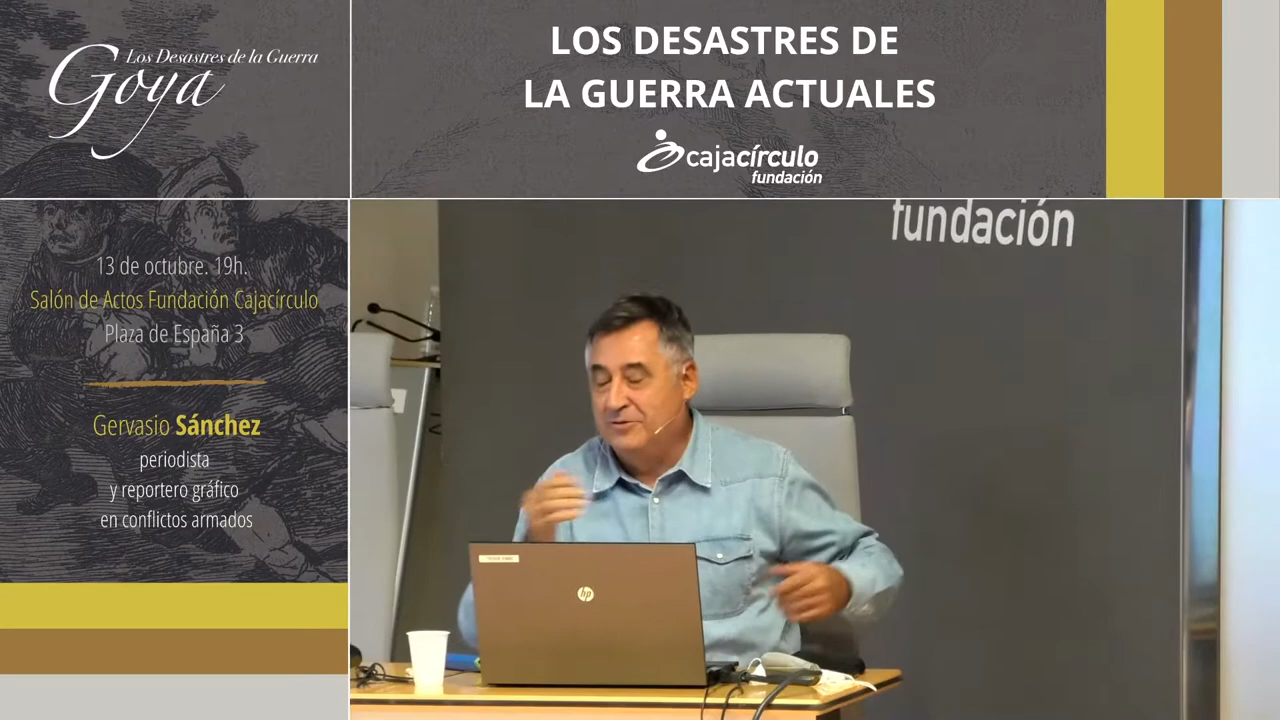 Los Desastres de la Guerra
Goya
LOS DESASTRES DE
LA GUERRA ACTUALES
cajacírculo
fundación
13 de octubre. 19h.
Salón de Actos Fundación Cajacírculo
Plaza de España 3
Gervasio Sánchez
periodista
y reportero gráfico
en conflictos armados
fundación
hp